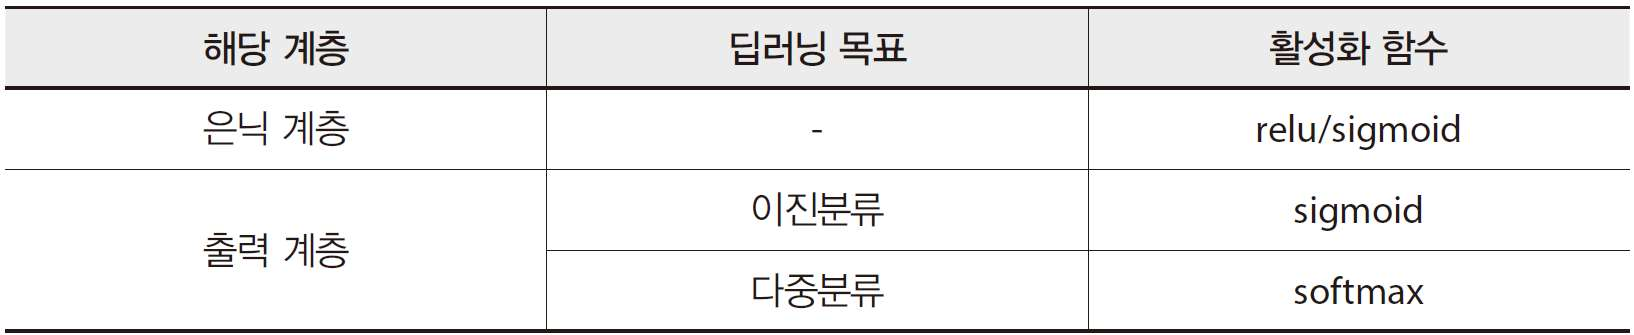 해당 계층 딥러닝 목표 활성화 함수
은닉 계층 - relu/sigmoid
출력 계층 이진분류 sigmoid
다중분류 softmax